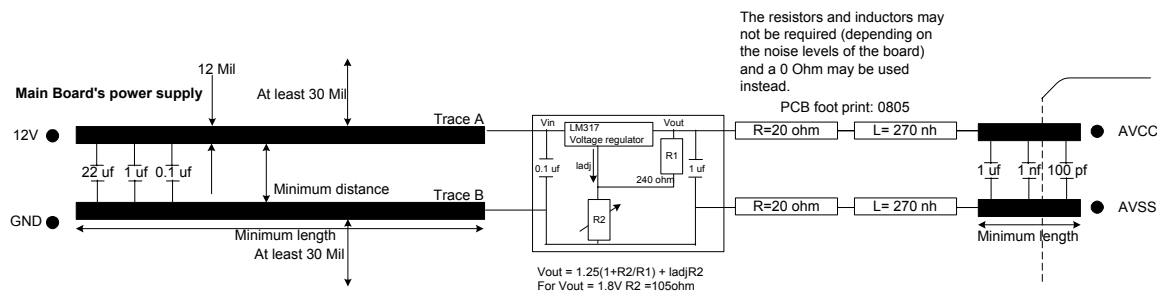 The resistors and inductors may
not be required (depending on
the noise levels of the board)
and a 0 Ohm may be used
instead.
PCB foot print: 0805
12 Mil
At least 30 Mil
Main Board's power supply
12V
Trace A
Vin
LM317
Voltage regulator
Vout
R=20 ohm
L= 270 nh
AVCC
22 uf
1 uf
0.1 uf
Minimum distance
0.1 uf
Iadj
R1
240 ohm
1 uf
1 uf
1 nf
100 pf
Trace B
GND
R2
R=20 ohm
L= 270 nh
AVSS
Minimum length
At least 30 Mil
Minimum length
Vout = 1.25(1+R2/R1) + IadjR2
For Vout = 1.8V R2 =105ohm